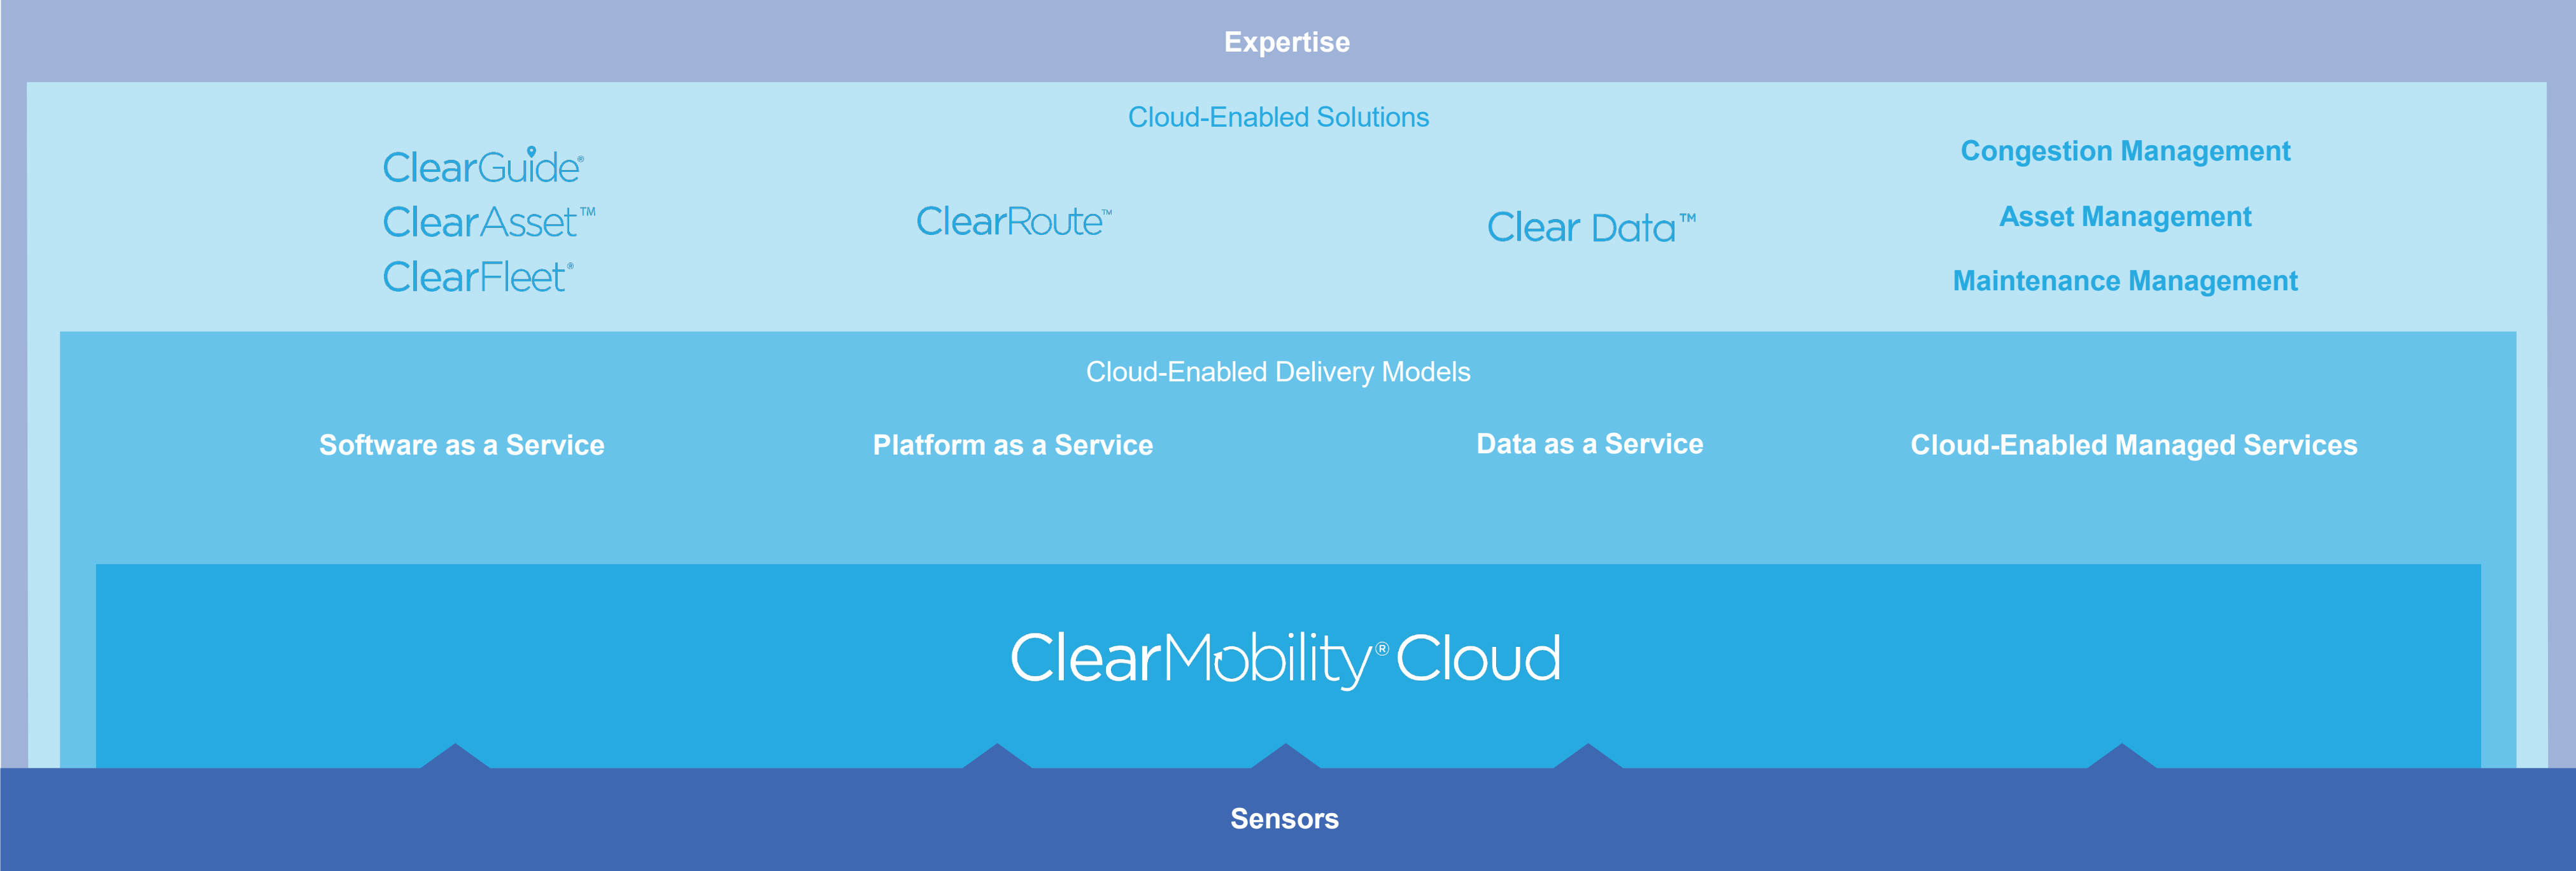 Expertise
Cloud-Enabled Solutions
ClearGuide®
ClearAsset™
ClearFleet®
ClearRoute™
Clear Data™
Congestion Management
Asset Management
Maintenance Management
Cloud-Enabled Delivery Models
Software as a Service
Platform as a Service
Data as a Service
Cloud-Enabled Managed Services
ClearMobility® Cloud
Sensors